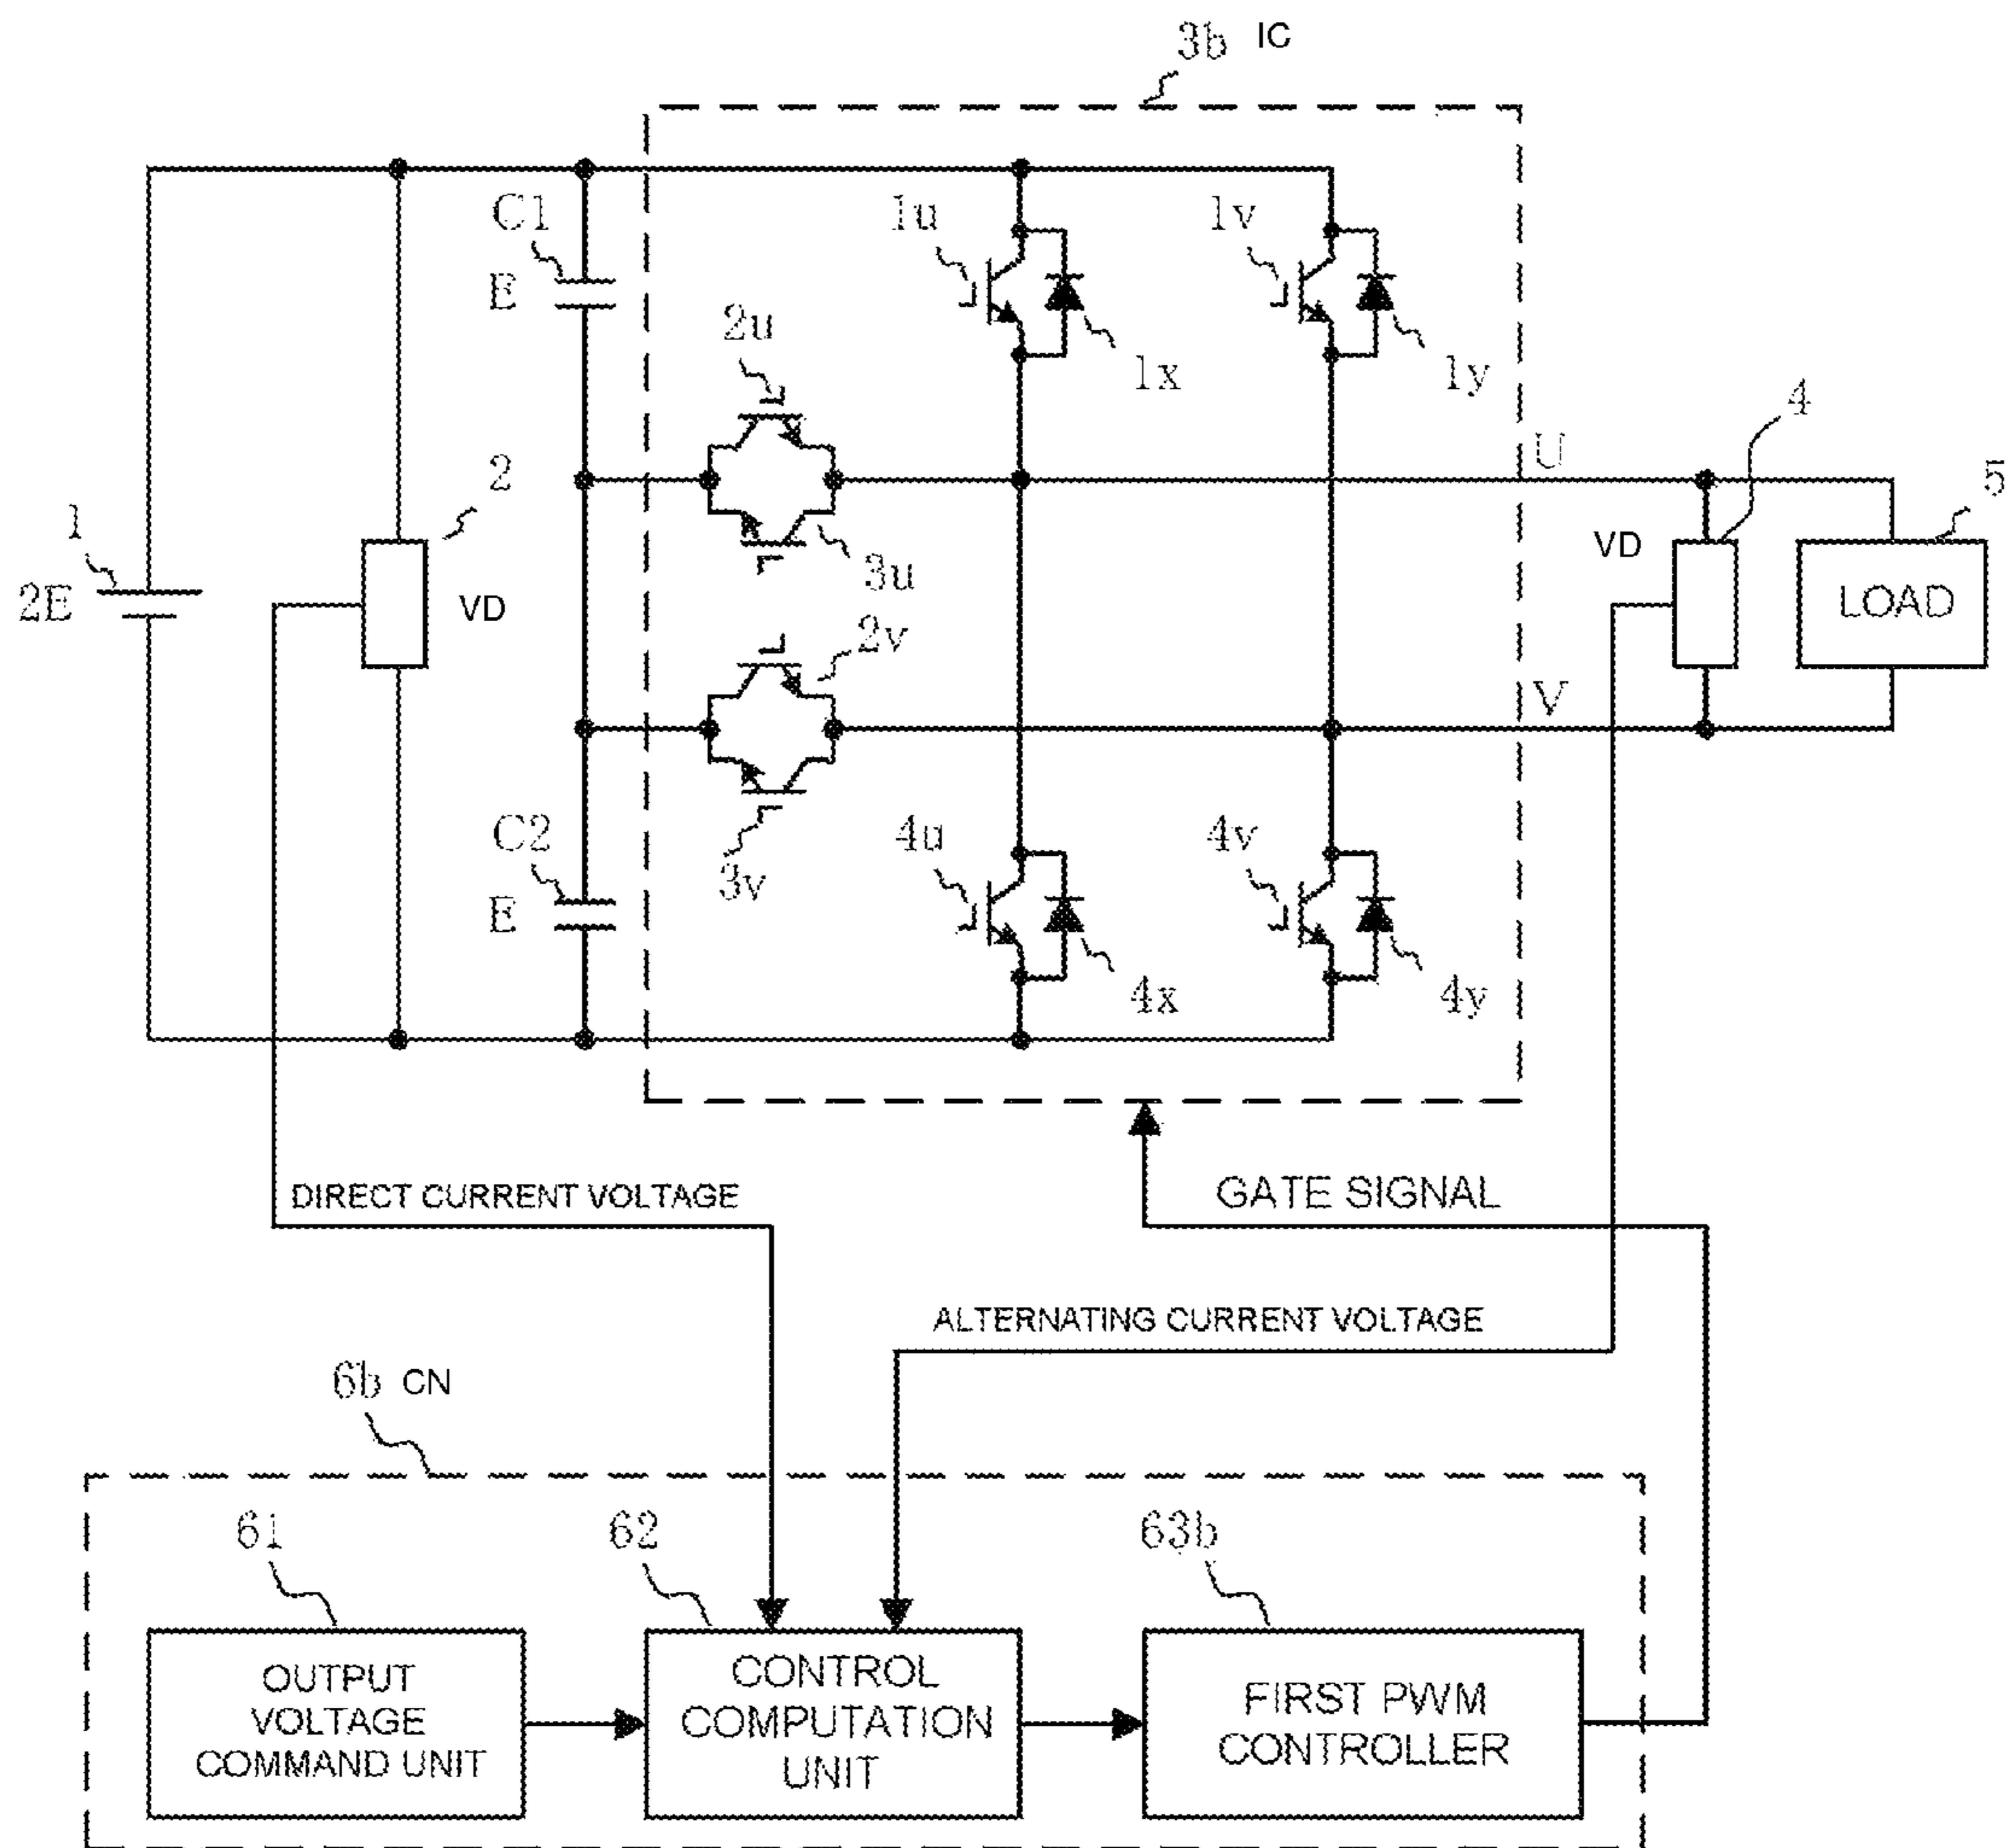 3b IC
C1
E
1u
1v
2u
1x
1y
4
U
2
5
1
2E
VD
3u
VD
LOAD
2v
V
C2
E
3v
4u
4v
4x
4y
DIRECT CURRENT VOLTAGE
GATE SIGNAL
ALTERNATING CURRENT VOLTAGE
6b CN
61
62
63b
OUTPUT
VOLTAGE
COMMAND UNIT
CONTROL
COMPUTATION
UNIT
FIRST PWM
CONTROLLER